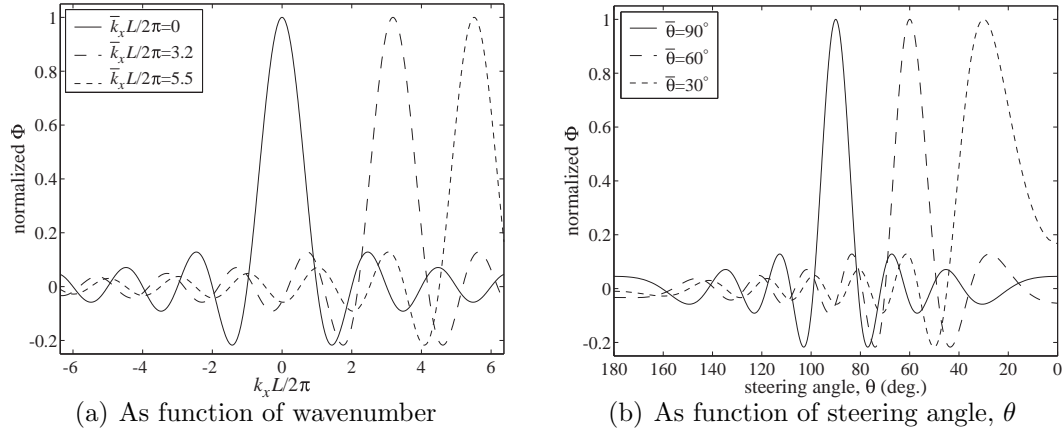 k̅ₓL/2π=0
k̅ₓL/2π=3.2
k̅ₓL/2π=5.5
normalized Φ
1
0.8
0.6
0.4
0.2
0
-0.2
-6 -4 -2 0 2 4 6
kₓL/2π
(a) As function of wavenumber
θ̅=90°
θ̅=60°
θ̅=30°
normalized Φ
1
0.8
0.6
0.4
0.2
0
-0.2
180 160 140 120 100 80 60 40 20 0
steering angle, θ (deg.)
(b) As function of steering angle, θ